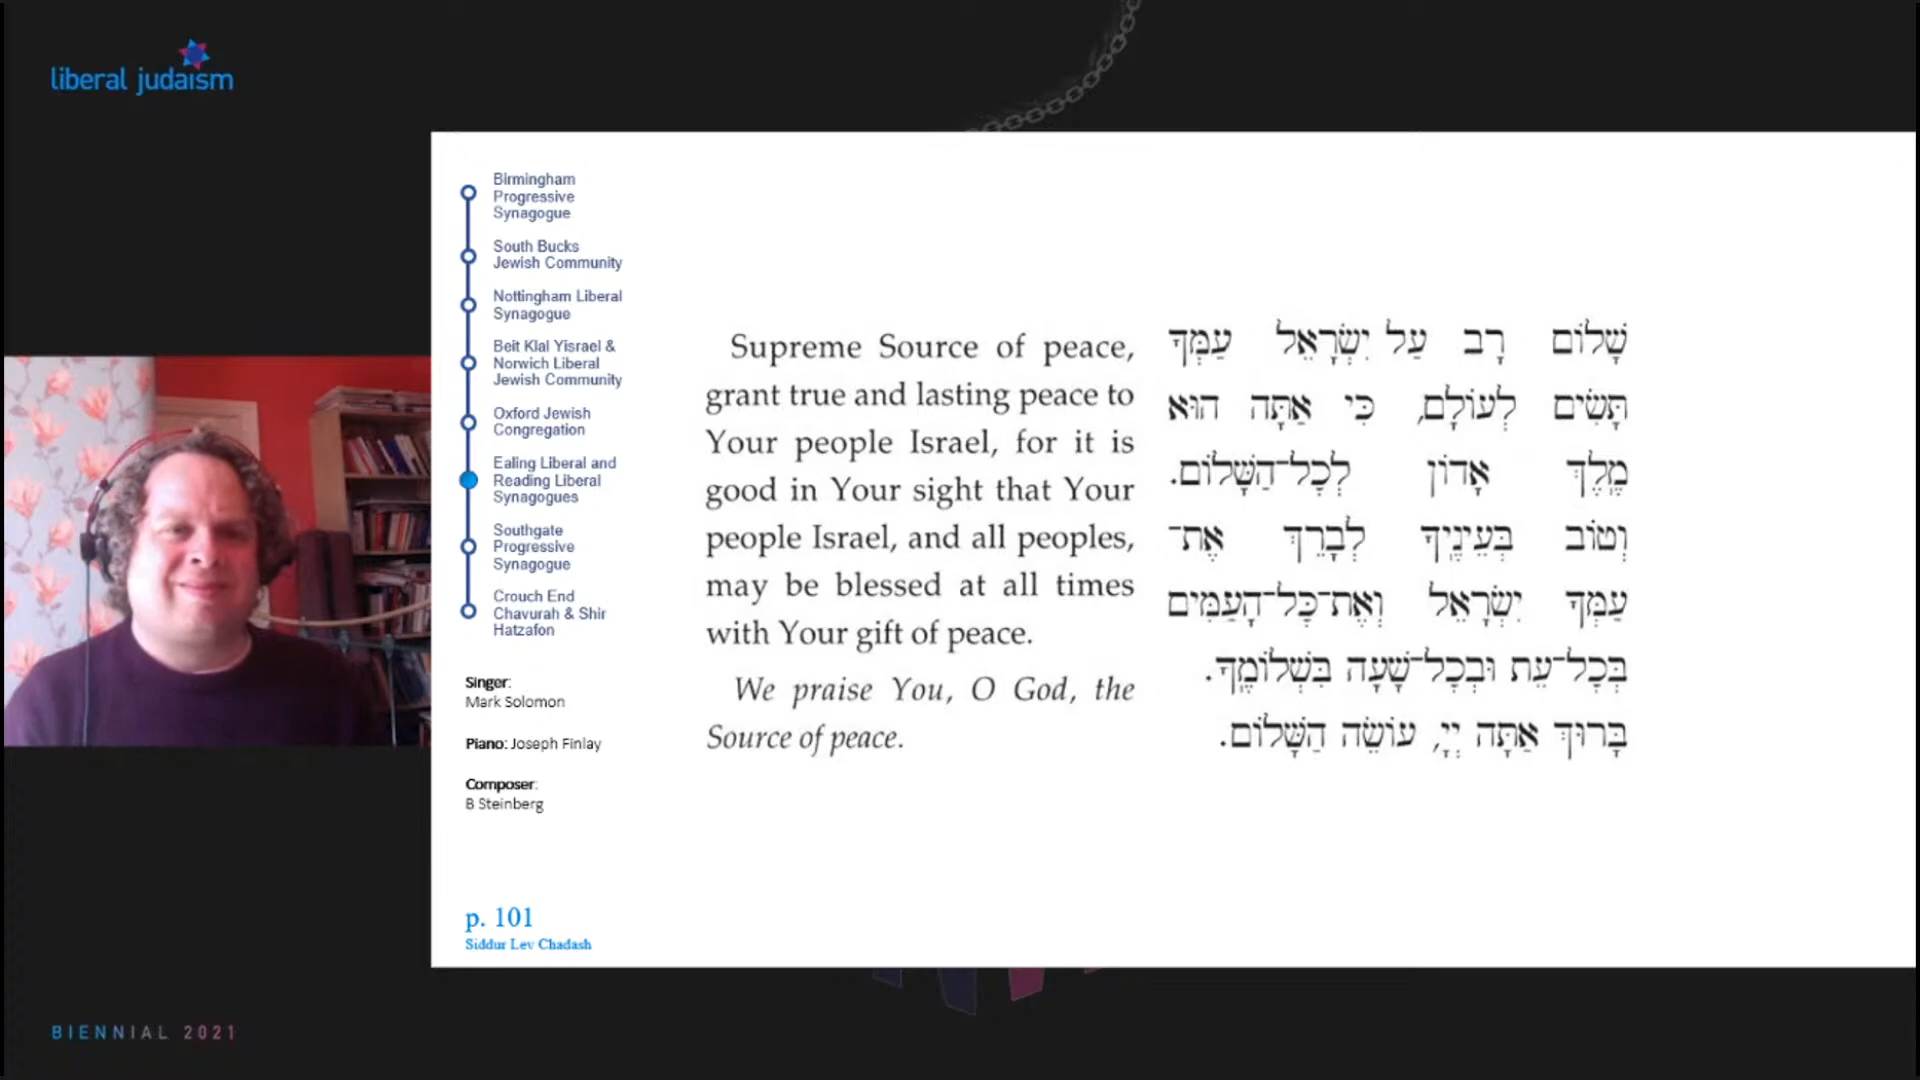 liberal judaism
Birmingham
Progressive
Synagogue
South Bucks
Jewish Community
Nottingham Liberal
Synagogue
Beit Klal Yisrael &
Norwich Liberal
Jewish Community
Oxford Jewish
Congregation
Ealing Liberal and
Reading Liberal
Synagogues
Southgate
Progressive
Synagogue
Crouch End
Chavurah & Shir
Hatzafon
Singer:
Mark Solomon
Piano: Joseph Finlay
Composer:
B Steinberg
p. 101
Siddur Lev Chadash
Supreme Source of peace,
grant true and lasting peace to
Your people Israel, for it is
good in Your sight that Your
people Israel, and all peoples,
may be blessed at all times
with Your gift of peace.
We praise You, O God, the
Source of peace.
שָׁלוֹם רָב עַל יִשְׂרָאֵל עַמְּךָ
תָּשִׂים לְעוֹלָם, כִּי אַתָּה הוּא
מֶֽלֶךְ אָדוֹן לְכָל־הַשָּׁלוֹם.
וְטוֹב בְּעֵינֶֽיךָ לְבָרֵךְ אֶת־
עַמְּךָ יִשְׂרָאֵל וְאֶת־כָּל־הָעַמִּים
בְּכָל־עֵת וּבְכָל־שָׁעָה בִּשְׁלוֹמֶֽךָ.
בָּרוּךְ אַתָּה יְיָ, עוֹשֵׂה הַשָּׁלוֹם.
BIENNIAL 2021